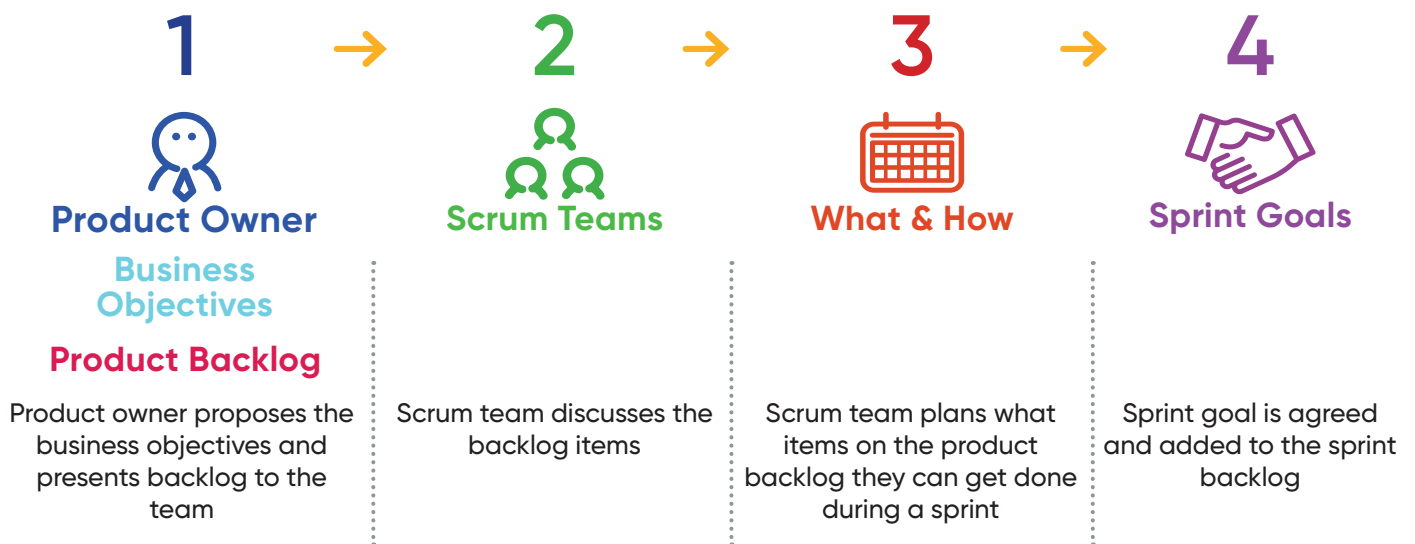 1
2
3
4
Product Owner
Business
Objectives
Product Backlog
Product owner proposes the
business objectives and
presents backlog to the
team
Scrum Teams
Scrum team discusses the
backlog items
What & How
Scrum team plans what
items on the product
backlog they can get done
during a sprint
Sprint Goals
Sprint goal is agreed
and added to the sprint
backlog